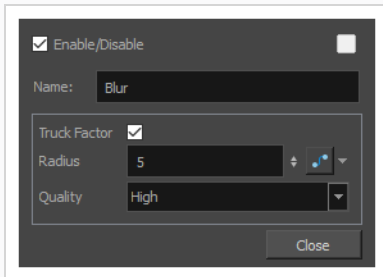 Enable/Disable
Name: Blur
Truck Factor
Radius 5
Quality High
Close